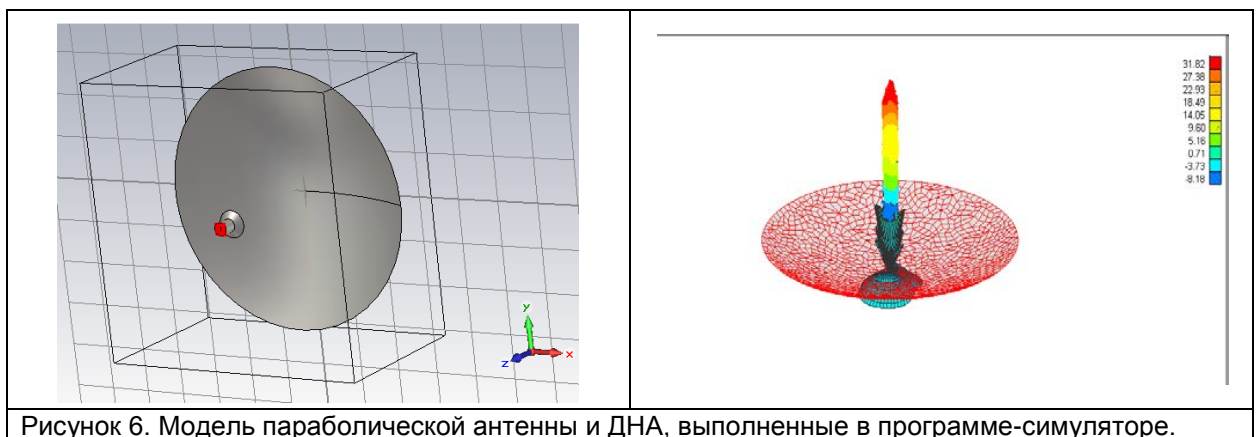 y
x
z
31.82
27.38
22.93
18.49
14.05
9.60
5.16
0.71
-3.73
-8.18
Рисунок 6. Модель параболической антенны и ДНА, выполненные в программе-симуляторе.